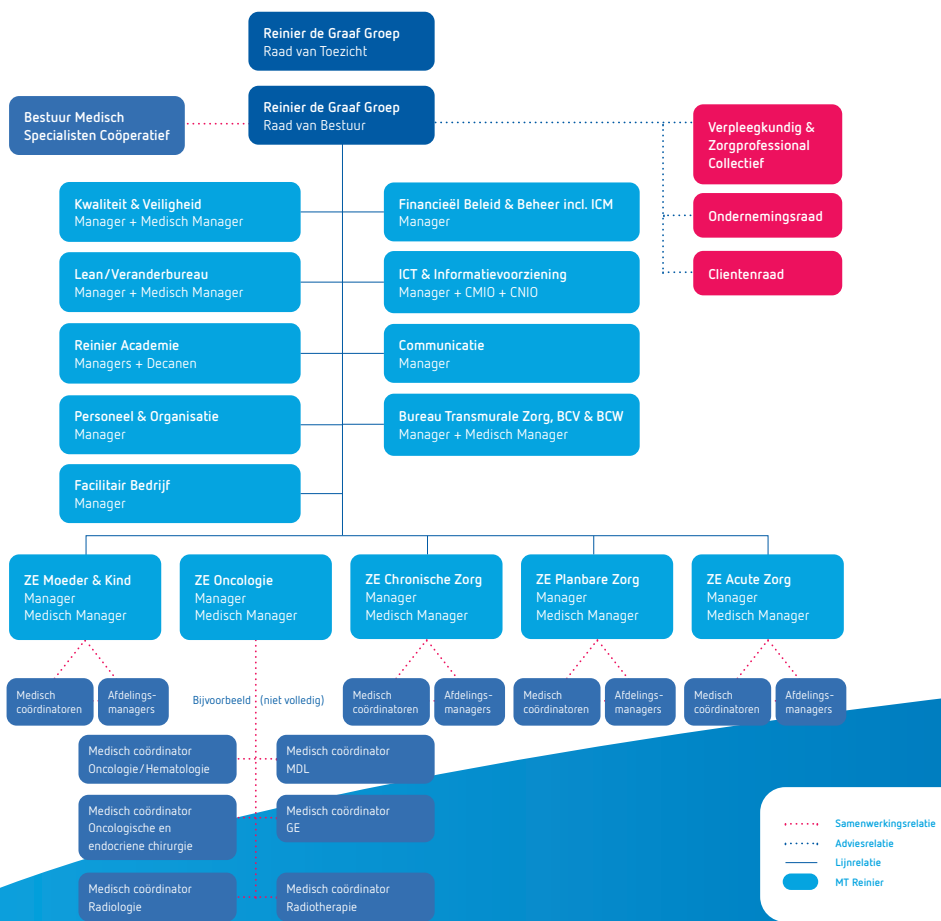 Reinier de Graaf Groep
Raad van Toezicht
Reinier de Graaf Groep
Raad van Bestuur
Bestuur Medisch
Specialisten Coöperatief
Verpleegkundig &
Zorgprofessional
Collectief
Ondernemingsraad
Clientenraad
Kwaliteit & Veiligheid
Manager + Medisch Manager
Financieël Beleid & Beheer incl. ICM
Manager
Lean/Veranderbureau
Manager + Medisch Manager
ICT & Informatievoorziening
Manager + CMIO + CNIO
Reinier Academie
Managers + Decanen
Communicatie
Manager
Personeel & Organisatie
Manager
Bureau Transmurale Zorg, BCV & BCW
Manager + Medisch Manager
Facilitair Bedrijf
Manager
ZE Moeder & Kind
Manager
Medisch Manager
ZE Oncologie
Manager
Medisch Manager
ZE Chronische Zorg
Manager
Medisch Manager
ZE Planbare Zorg
Manager
Medisch Manager
ZE Acute Zorg
Manager
Medisch Manager
Medisch
coördinatoren
Afdelings-
managers
Bijvoorbeeld (niet volledig)
Medisch
coördinatoren
Afdelings-
managers
Medisch
coördinatoren
Afdelings-
managers
Medisch
coördinatoren
Afdelings-
managers
Medisch coördinator
Oncologie/Hematologie
Medisch coördinator
MDL
Medisch coördinator
Oncologische en
endocriene chirurgie
Medisch coördinator
GE
Medisch coördinator
Radiologie
Medisch coördinator
Radiotherapie
Samenwerkingsrelatie
Adviesrelatie
Lijnrelatie
MT Reinier